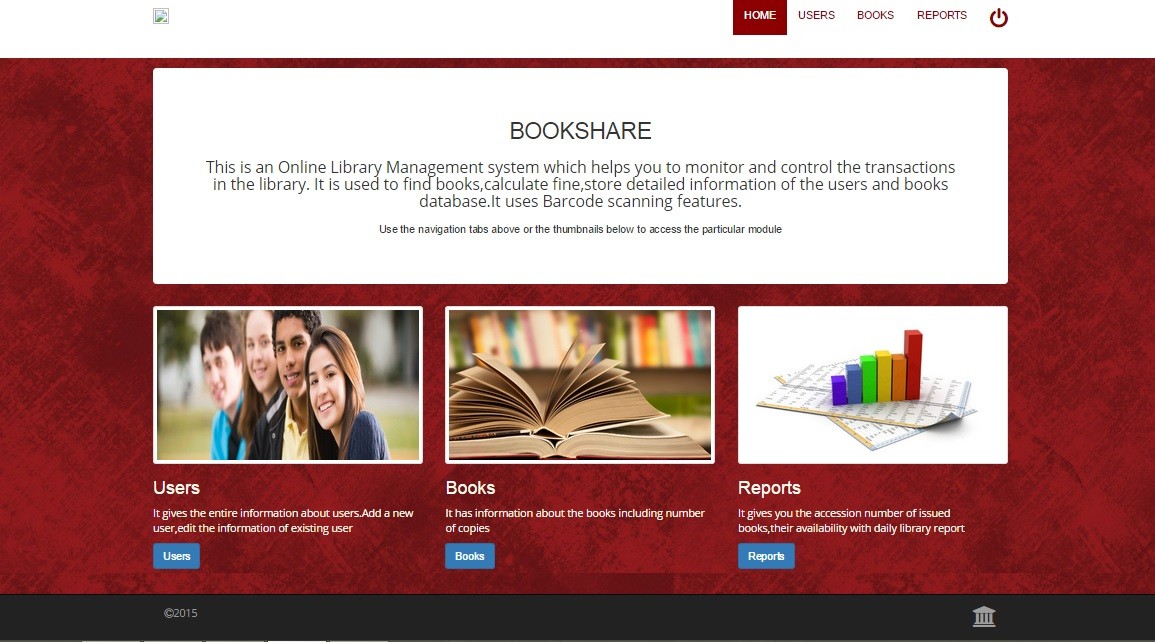 HOME USERS BOOKS REPORTS
BOOKSHARE
This is an Online Library Management system which helps you to monitor and control the transactions
in the library. It is used to find books,calculate fine,store detailed information of the users and books
database.It uses Barcode scanning features.
Use the navigation tabs above or the thumbnails below to access the particular module
Users
It gives the entire information about users.Add a new
user,edit the information of existing user
Users
Books
It has information about the books including number
of copies
Books
Reports
It gives you the accession number of issued
books,their availability with daily library report
Reports
©2015